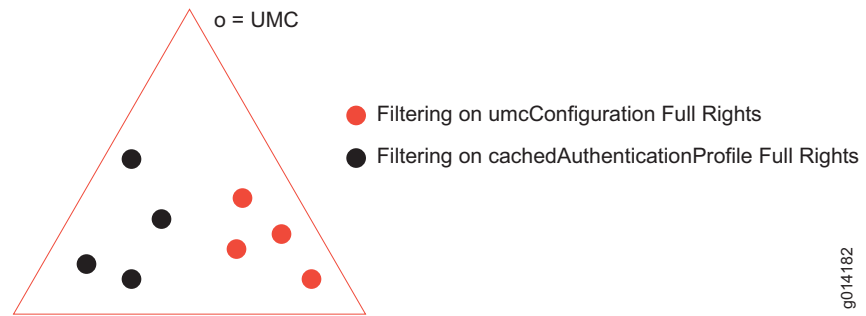 o = UMC
Filtering on umcConfiguration Full Rights
Filtering on cachedAuthenticationProfile Full Rights
g014182